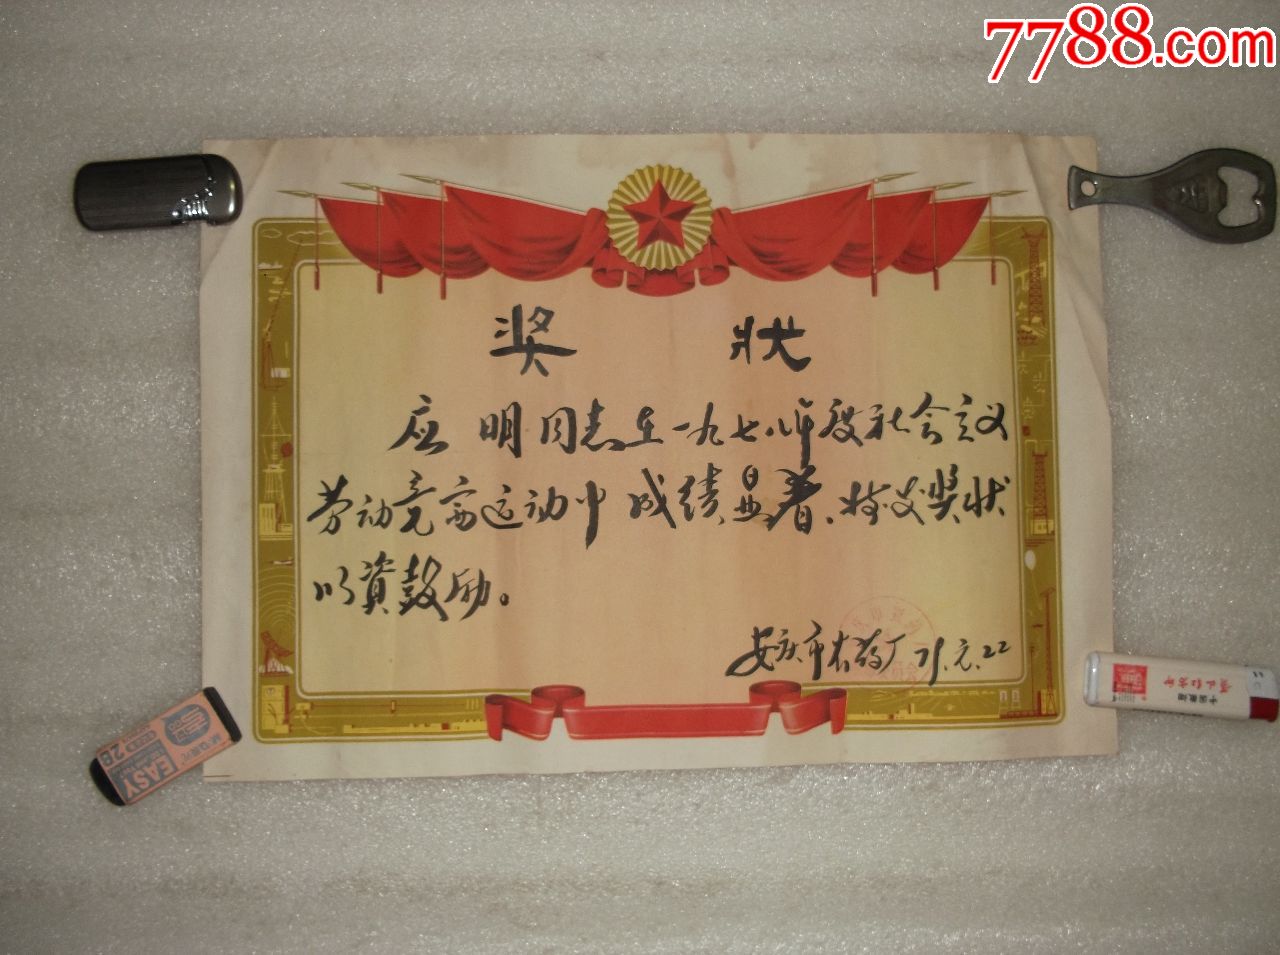 7788.com
奖 状
应 明同志在一九七八年度社会主义
劳动竞赛运动中成绩显著、特发奖状
以资鼓励。
安庆市农药厂 79.元.22
EASY
2B